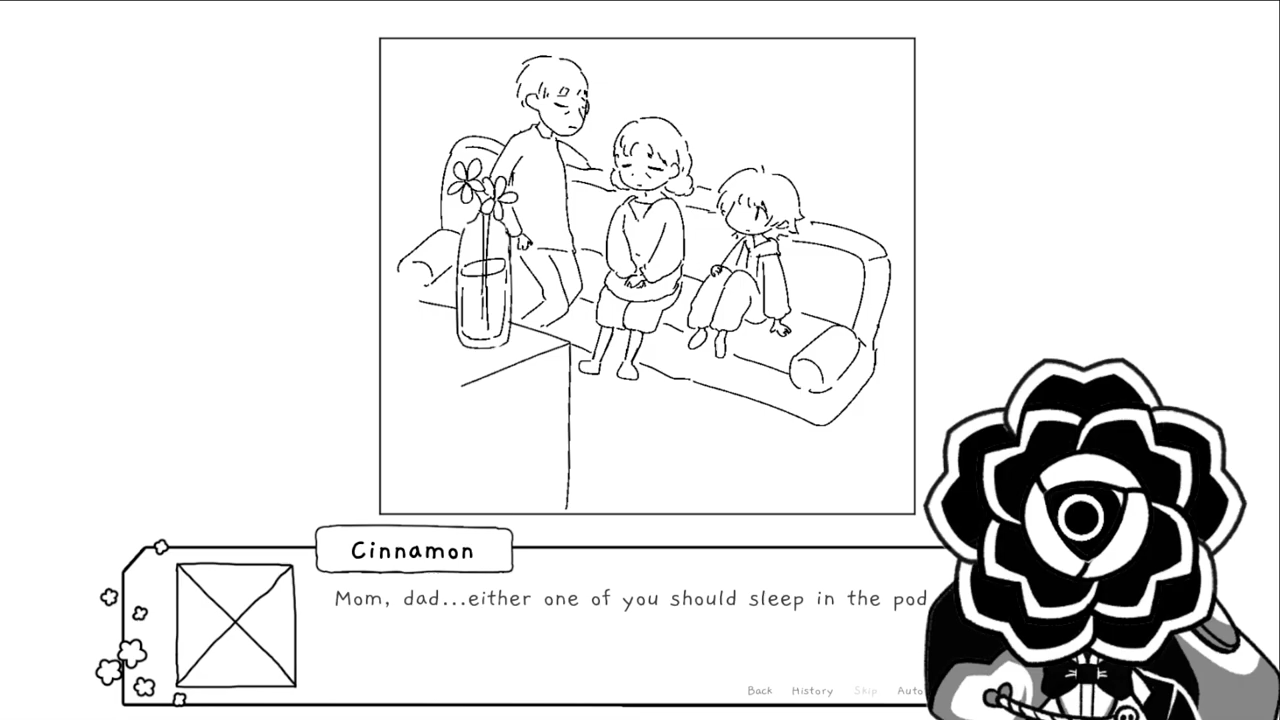 Cinnamon
Mom, dad...either one of you should sleep in the pod
Back History Skip Auto